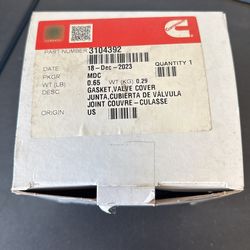 PART NUMBER 3104392
DATE 18-Dec-2023 QUANTITY 1
PKGR MDC
WT (LB) 0.65 WT (KG) 0.29
DESC GASKET,VALVE COVER
JUNTA,CUBIERTA DE VALVULA
JOINT COUVRE-CULASSE
ORIGIN US